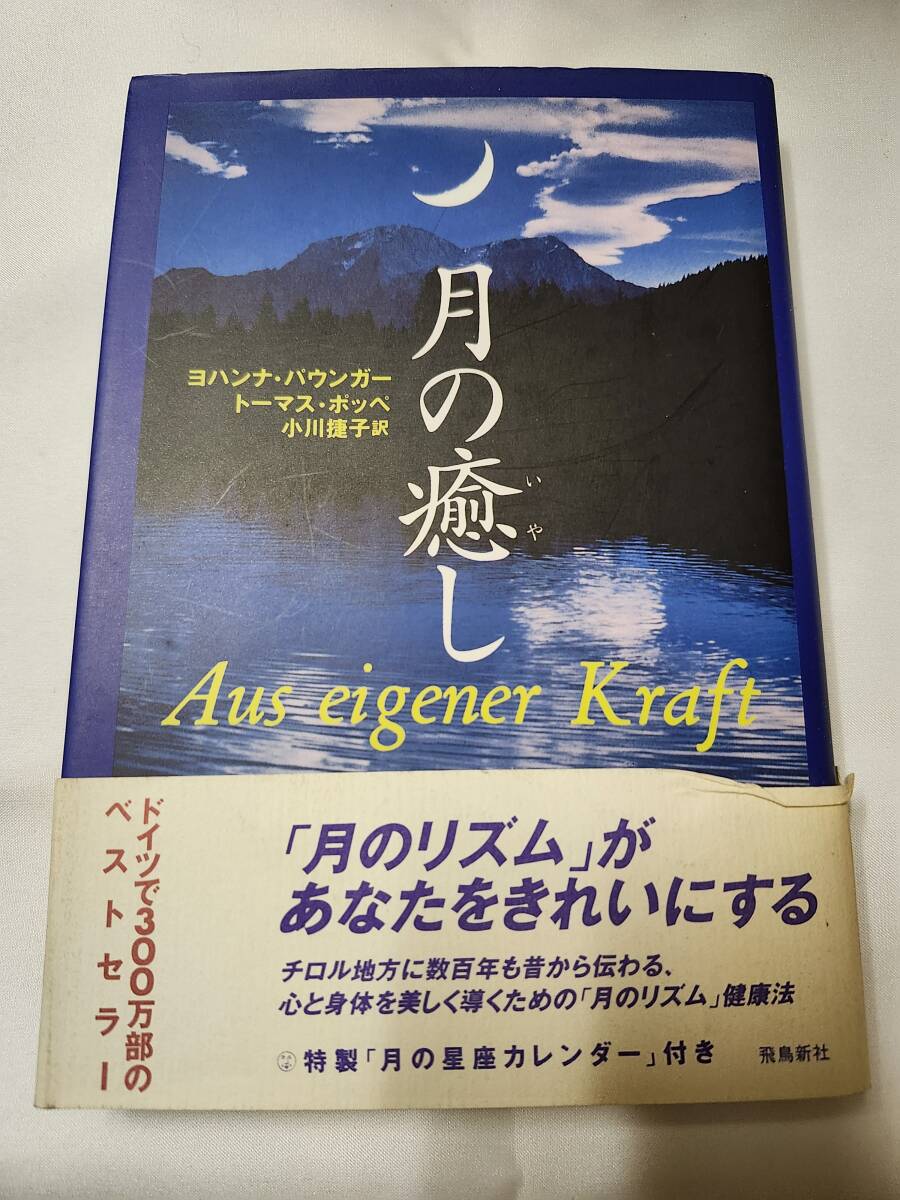 月の癒し
いや
ヨハンナ・パウンガー
トーマス・ポッペ
小川捷子訳
Aus eigener Kraft
ドイツで300万部の
ベストセラー
「月のリズム」が
あなたをきれいにする
チロル地方に数百年も昔から伝わる、
心と身体を美しく導くための「月のリズム」健康法
特製「月の星座カレンダー」付き
飛鳥新社